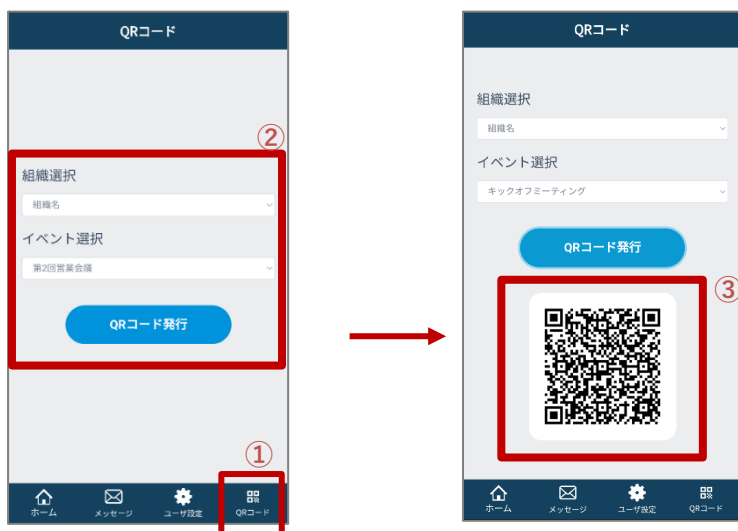 QRコード
②
組織選択
組織名
イベント選択
第2回営業会議
QRコード発行
①
ホーム
メッセージ
ユーザ設定
QRコード
QRコード
組織選択
組織名
イベント選択
キックオフミーティング
QRコード発行
③
ホーム
メッセージ
ユーザ設定
QRコード